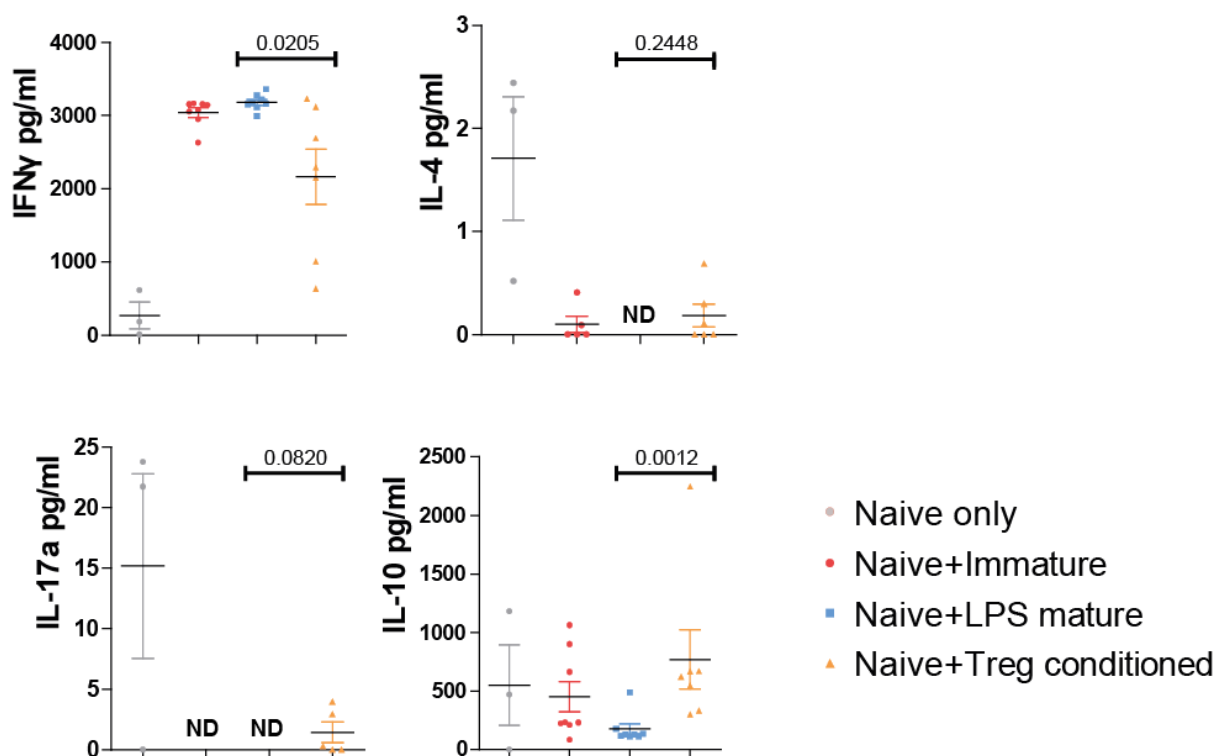 0.0205
4000
3000
2000
1000
0
IFNγ pg/ml
0.2448
3
2
1
0
IL-4 pg/ml
ND
0.0820
25
20
15
10
5
0
IL-17a pg/ml
ND ND
0.0012
2500
2000
1500
1000
500
0
IL-10 pg/ml
Naive only
Naive+Immature
Naive+LPS mature
Naive+Treg conditioned